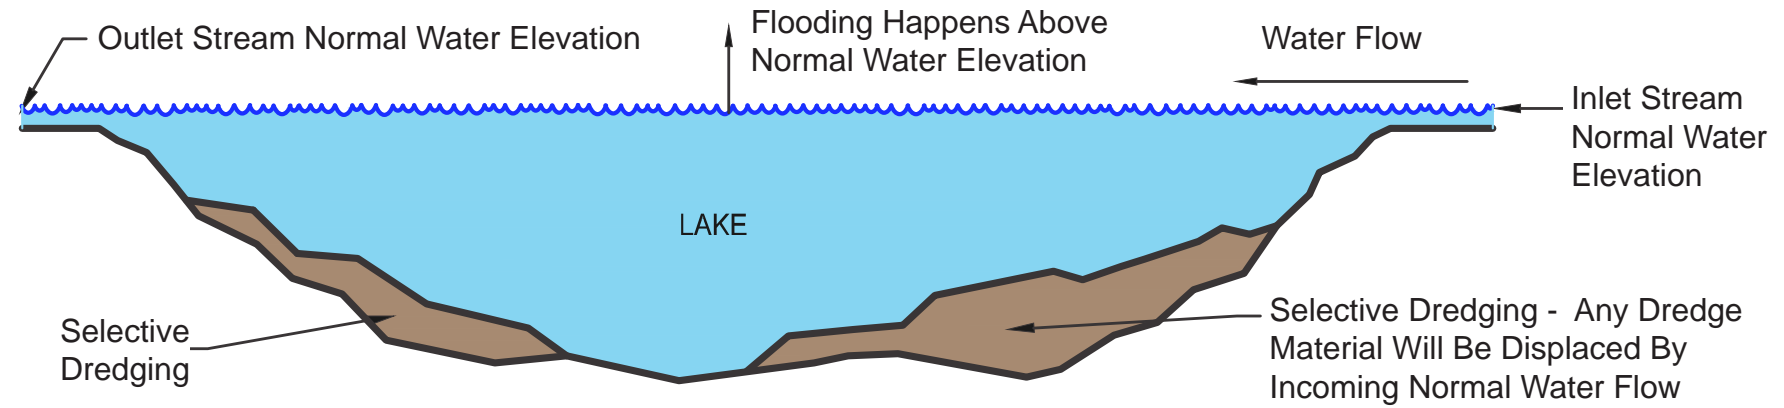 Outlet Stream Normal Water Elevation
Flooding Happens Above
Normal Water Elevation
Water Flow
Inlet Stream
Normal Water
Elevation
LAKE
Selective
Dredging
Selective Dredging - Any Dredge
Material Will Be Displaced By
Incoming Normal Water Flow